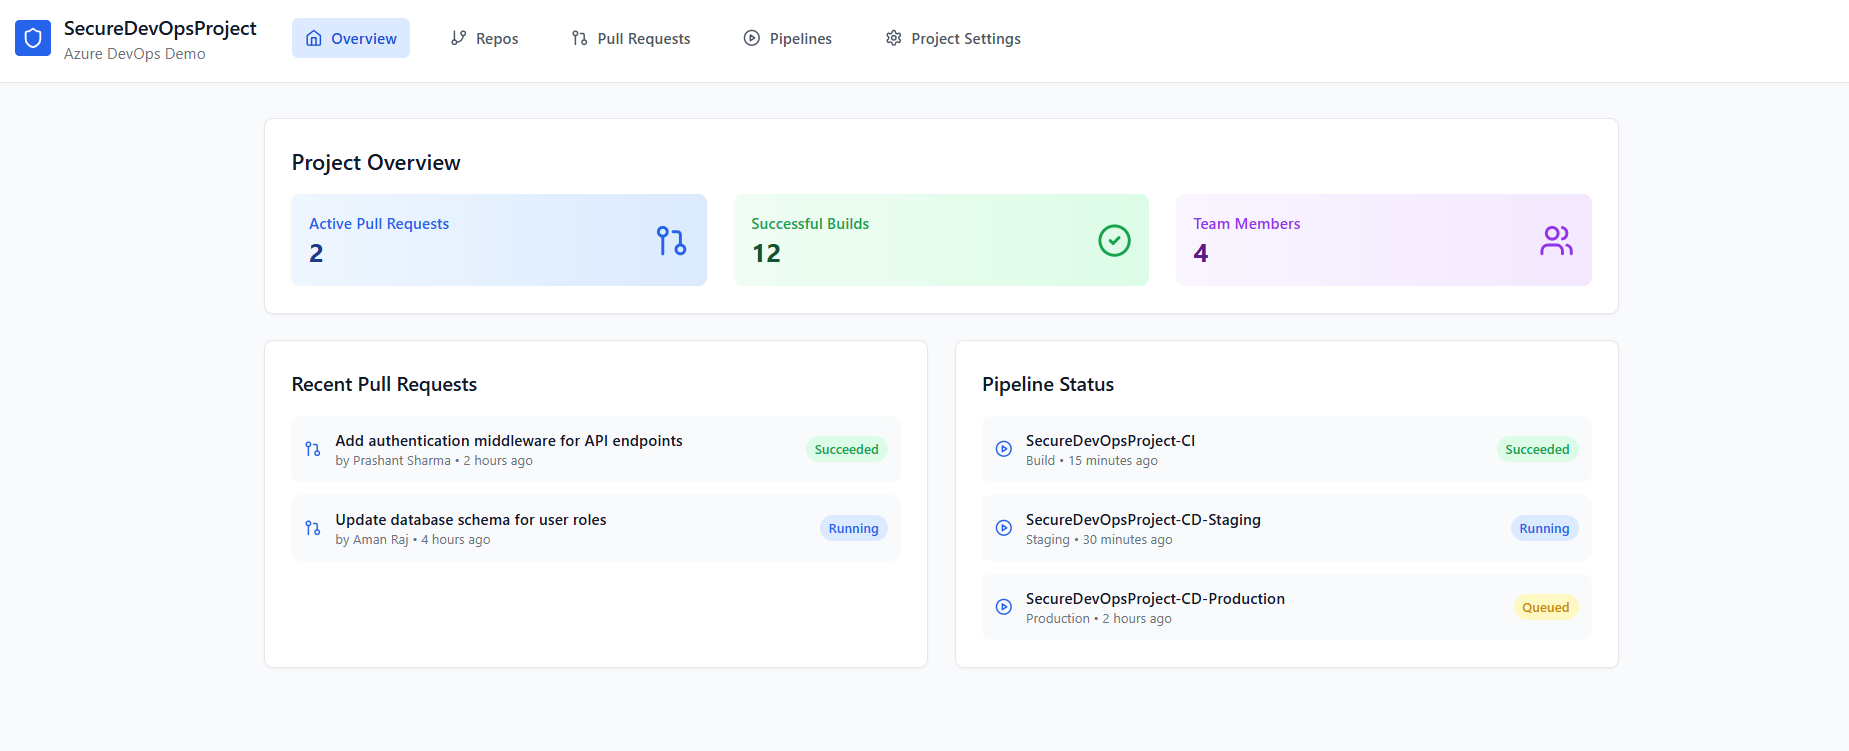 SecureDevOpsProject
Azure DevOps Demo
Overview
Repos
Pull Requests
Pipelines
Project Settings
Project Overview
Active Pull Requests
2
Successful Builds
12
Team Members
4
Recent Pull Requests
Add authentication middleware for API endpoints
by Prashant Sharma • 2 hours ago
Succeeded
Update database schema for user roles
by Aman Raj • 4 hours ago
Running
Pipeline Status
SecureDevOpsProject-CI
Build • 15 minutes ago
Succeeded
SecureDevOpsProject-CD-Staging
Staging • 30 minutes ago
Running
SecureDevOpsProject-CD-Production
Production • 2 hours ago
Queued